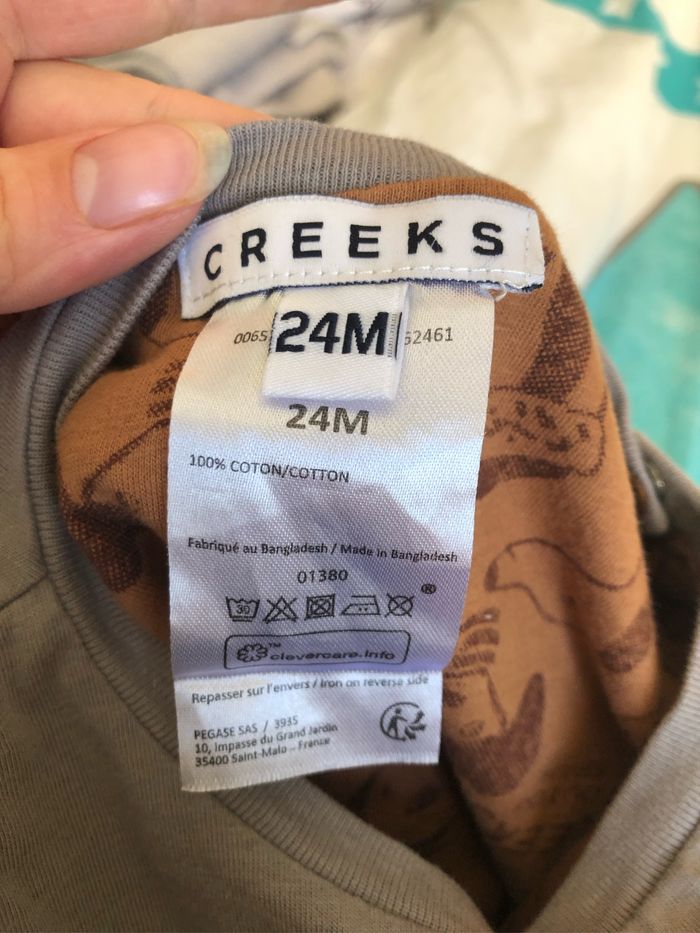 CREEKS
24M
0065 52461
24M
100% COTON/COTTON
Fabriqué au Bangladesh / Made in Bangladesh
01380
30
®
™ clevercare.info
Repasser sur l'envers / Iron on reverse side
PEGASE SAS / 3935
10, Impasse du Grand Jardin
35400 Saint-Malo - France